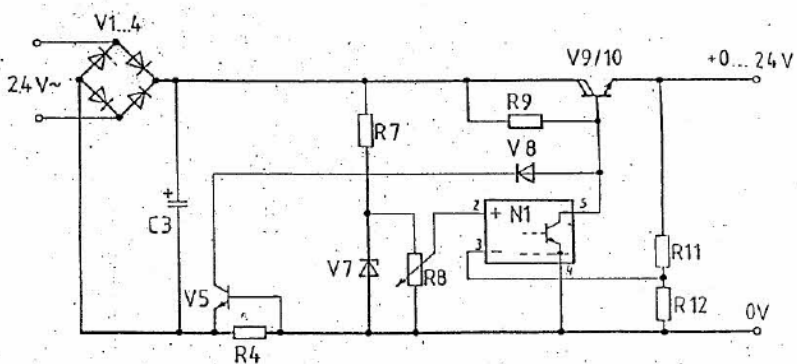 V1...4
V9/10
+0...24V
24V~
R9
R7
V8
2
+
N1
5
C3
3
-
4
R11
V7
R8
V5
R12
0V
R4